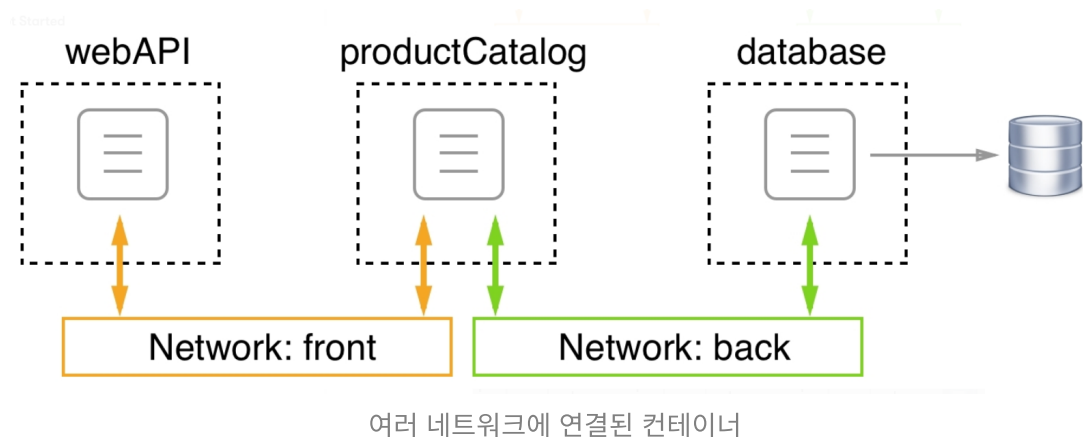 t Started
webAPI
productCatalog
database
Network: front
Network: back
여러 네트워크에 연결된 컨테이너